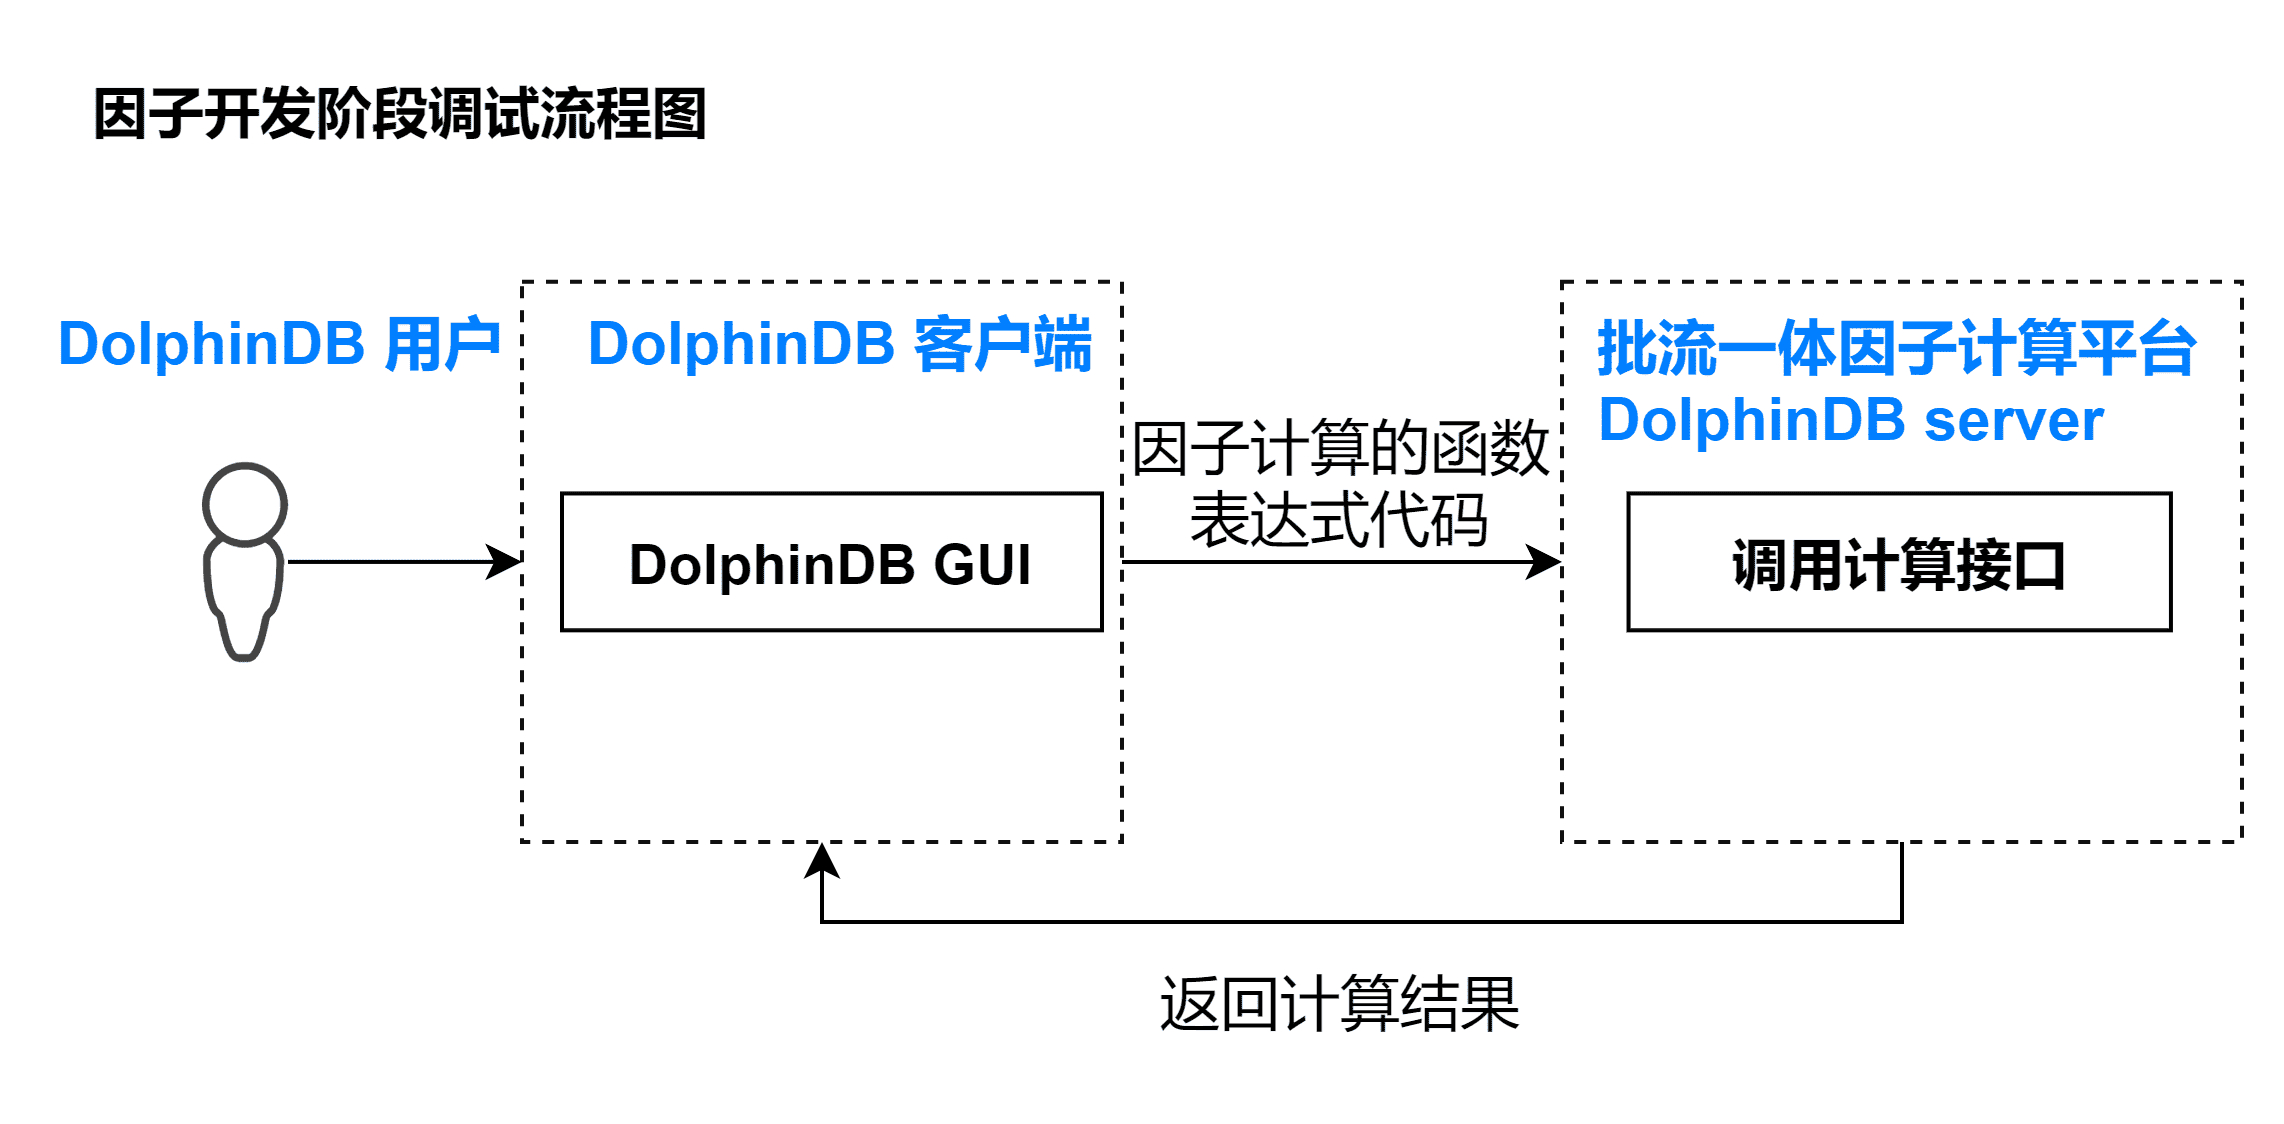 因子开发阶段调试流程图
DolphinDB 用户
DolphinDB 客户端
DolphinDB GUI
因子计算的函数
表达式代码
批流一体因子计算平台
DolphinDB server
调用计算接口
返回计算结果